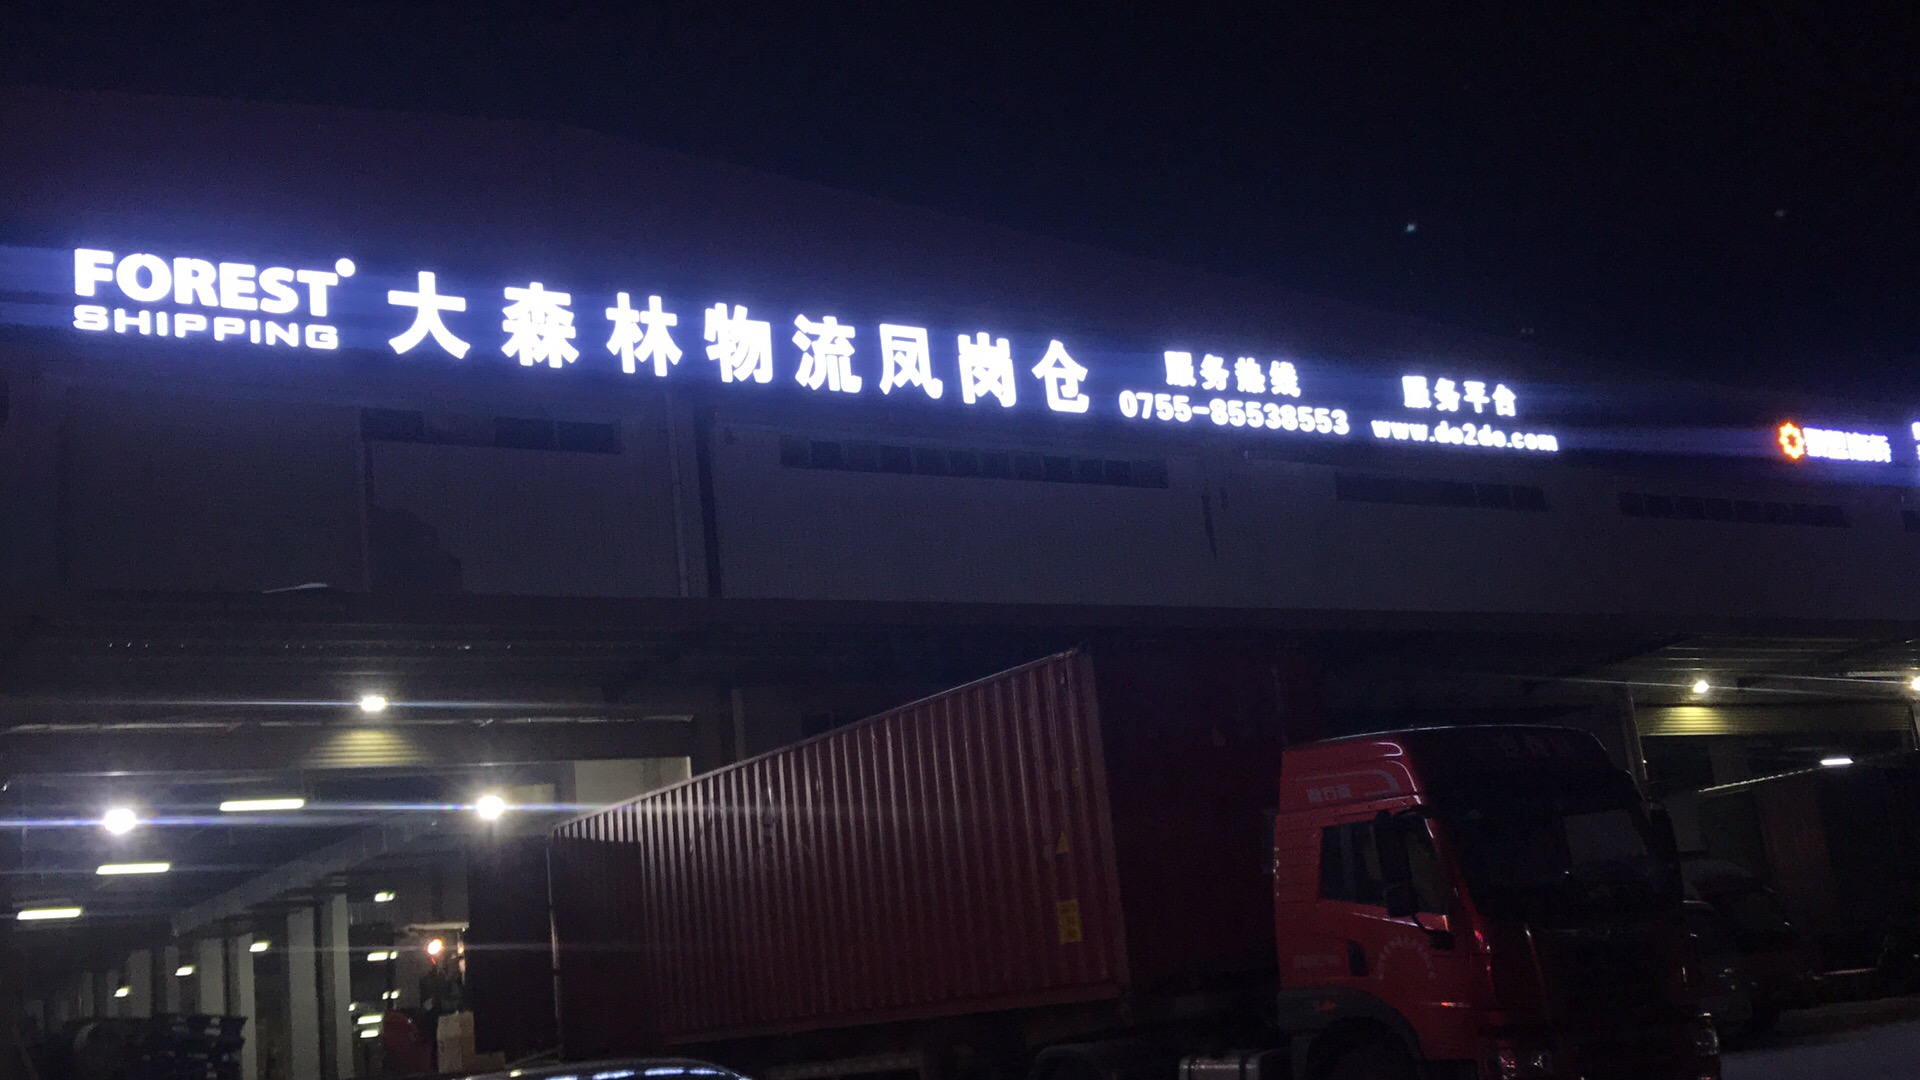 FOREST
SHIPPING
大森林物流凤岗仓
服务热线
0755-85538553
服务平台
www.do2do.com